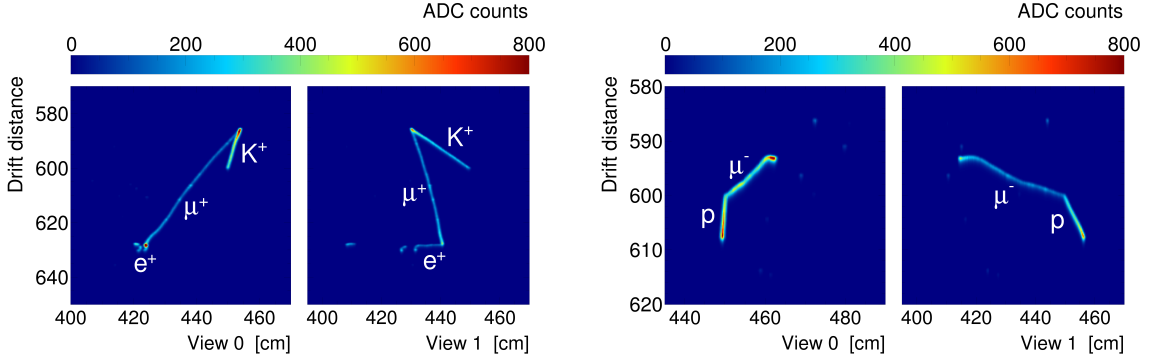 ADC counts
0 200 400 600 800
Drift distance
580
600
620
640
K⁺
μ⁺
e⁺
K⁺
μ⁺
e⁺
400 420 440 460
400 420 440 460
View 0 [cm]
View 1 [cm]
ADC counts
0 200 400 600 800
Drift distance
580
590
600
610
620
μ⁻
p
μ⁻
p
440 460 480
400 420 440 460
View 0 [cm]
View 1 [cm]